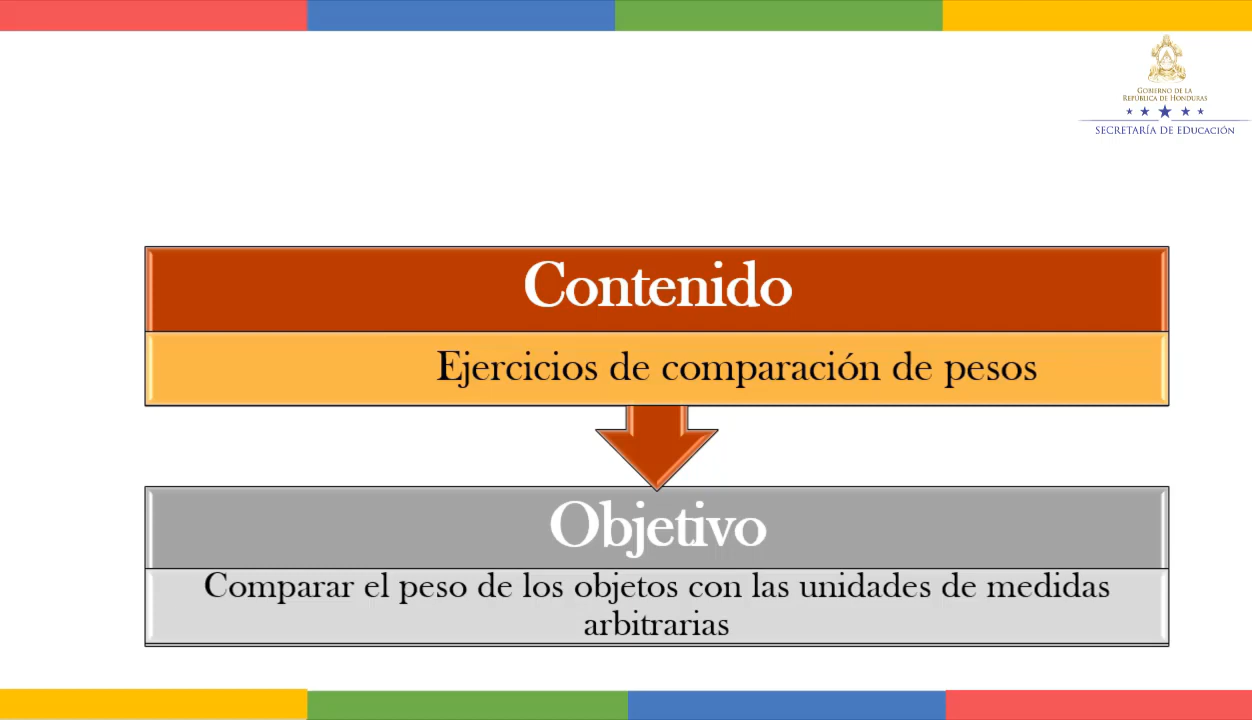 GOBIERNO DE LA
REPÚBLICA DE HONDURAS
SECRETARÍA DE EDUCACIÓN
Contenido
Ejercicios de comparación de pesos
Objetivo
Comparar el peso de los objetos con las unidades de medidas
arbitrarias